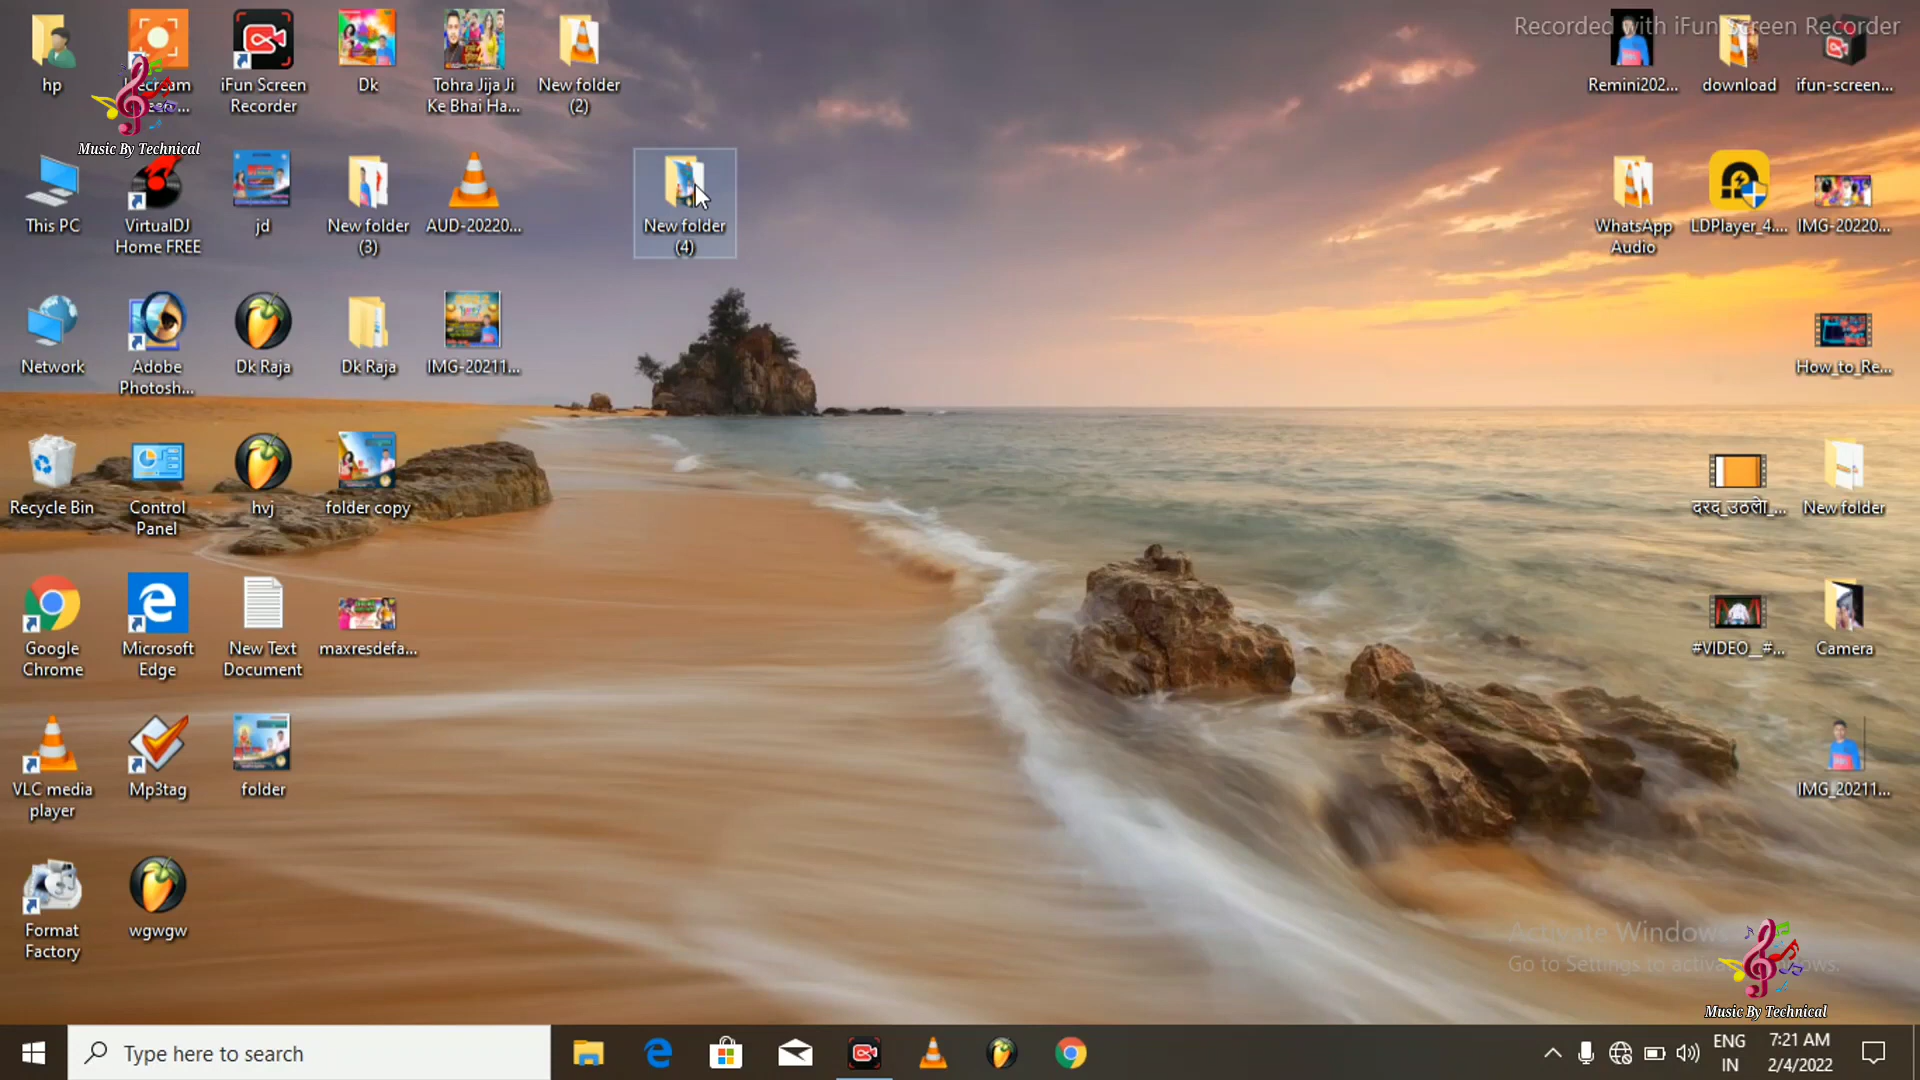 Recorded with iFun Screen Recorder
hp
iFun Screen
Recorder
Dk
Tohra Jija Ji
Ke Bhai Ha...
New folder
(2)
Remini202...
download
ifun-screen...
Music By Technical
This PC
VirtualDJ
Home FREE
jd
New folder
(3)
AUD-20220...
New folder
(4)
WhatsApp
Audio
LDPlayer_4....
IMG-20220...
Network
Adobe
Photosh...
Dk Raja
Dk Raja
IMG-20211...
How_to_Re...
Recycle Bin
Control
Panel
hvj
folder copy
दरद_उठलेा_...
New folder
Google
Chrome
Microsoft
Edge
New Text
Document
maxresdefa...
#VIDEO__#...
Camera
VLC media
player
Mp3tag
folder
IMG_20211...
Format
Factory
wgwgw
Activate Windows
Go to Settings to activate Windows.
Music By Technical
Type here to search
ENG
IN
7:21 AM
2/4/2022